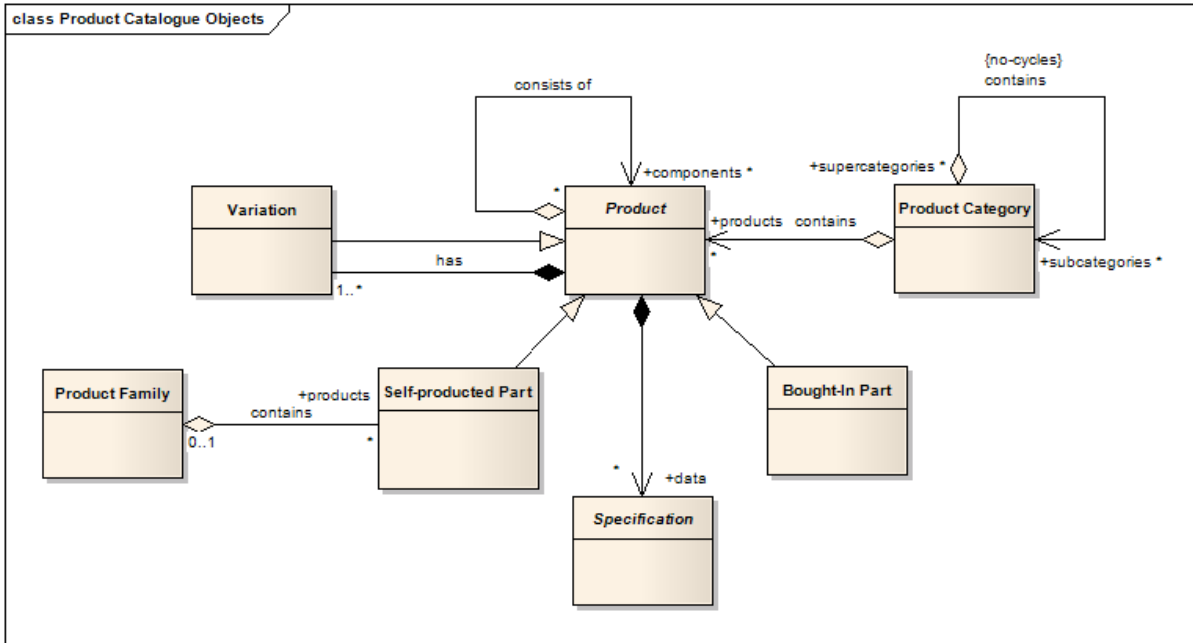 class Product Catalogue Objects
{no-cycles}
contains
consists of
+supercategories *
+components *
*
Variation
Product
Product Category
+products contains
*
has
1..*
+subcategories *
Product Family
+products
contains
0..1
*
Self-producted Part
Bought-In Part
*
+data
Specification